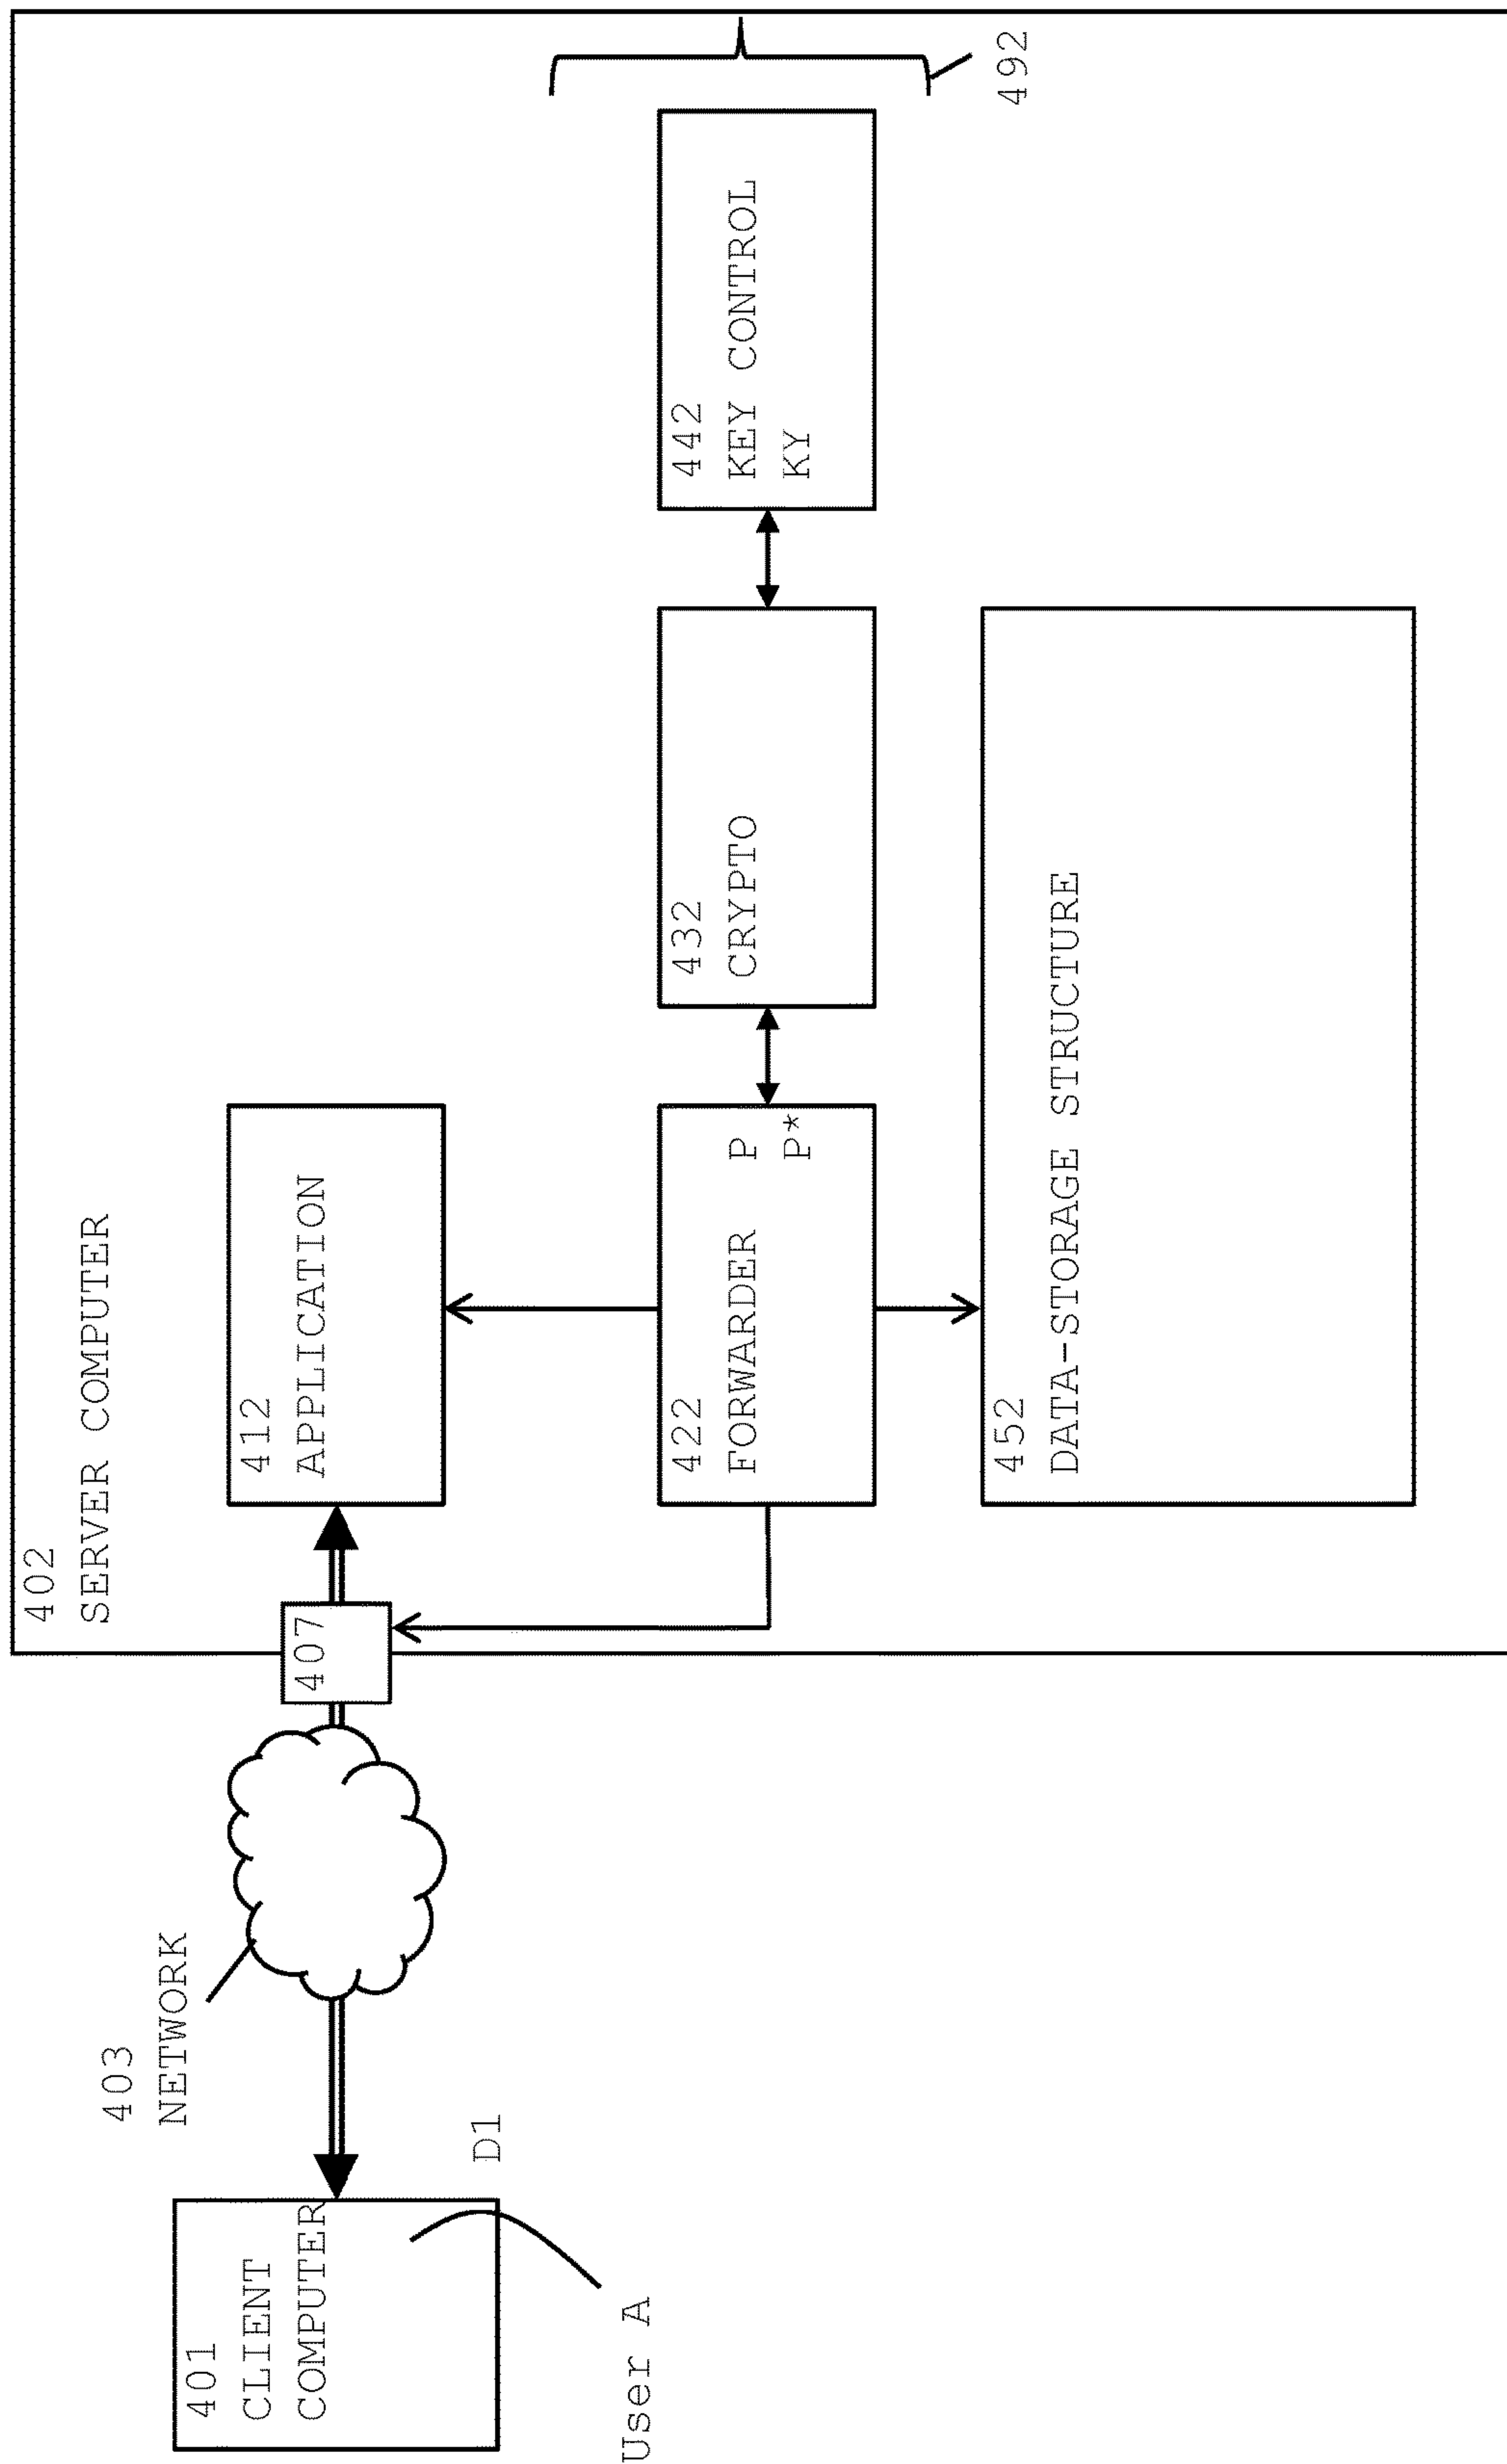 401
CLIENT
COMPUTER
User A
D1
403
NETWORK
407
402
SERVER COMPUTER
412
APPLICATION
422
FORWARDER P
P*
432
CRYPTO
442
KEY CONTROL
KY
452
DATA-STORAGE STRUCTURE
492